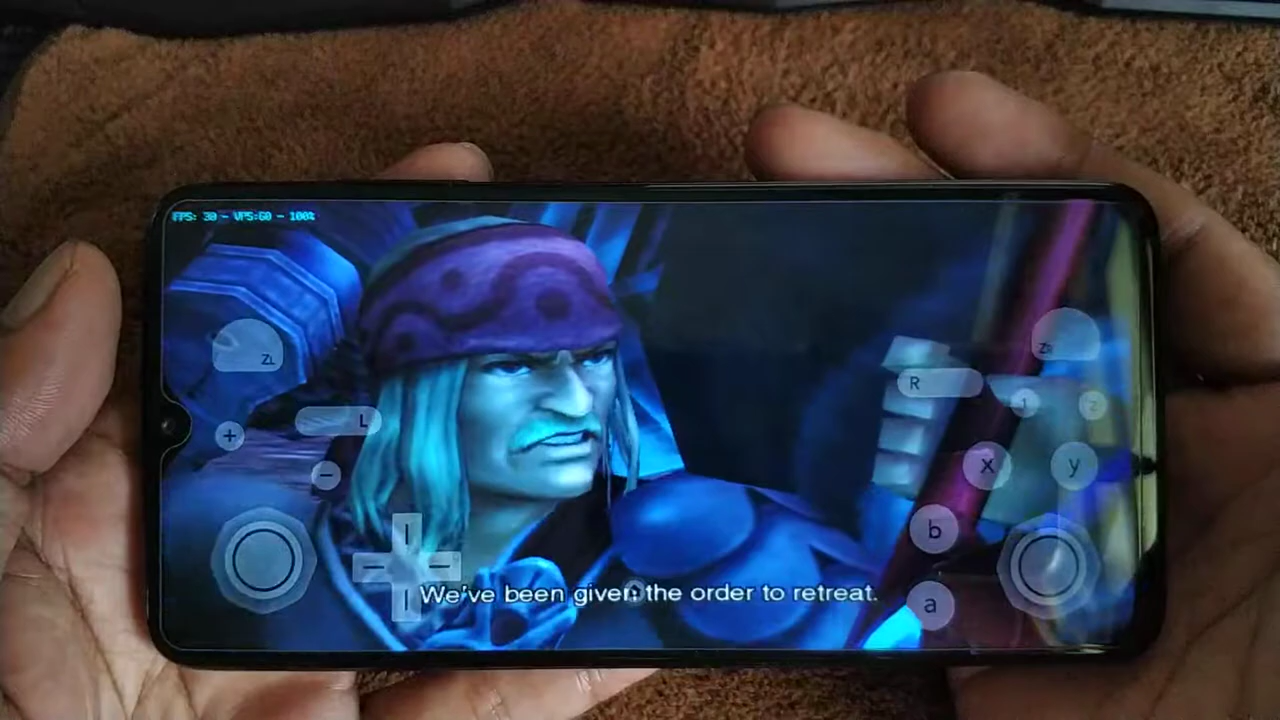 FPS: 30 - VPS:60 - 100%
ZL
ZR
R
L
+
1
2
-
x
y
b
We've been given the order to retreat.
a